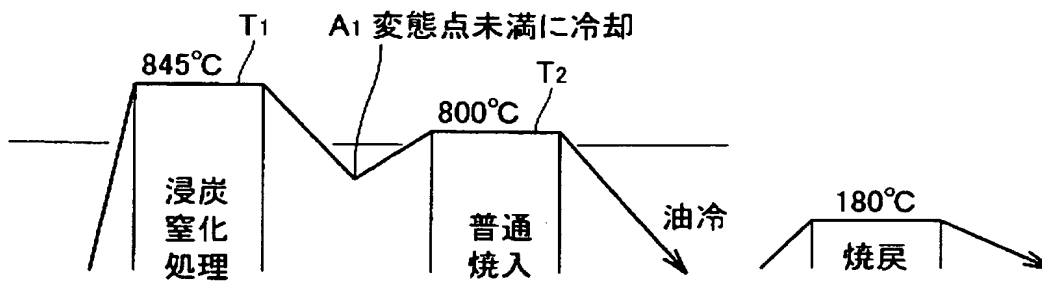 T1
A1 変態点未満に冷却
845℃
T2
800℃
浸炭
窒化
処理
普通
焼入
油冷
180℃
焼戻